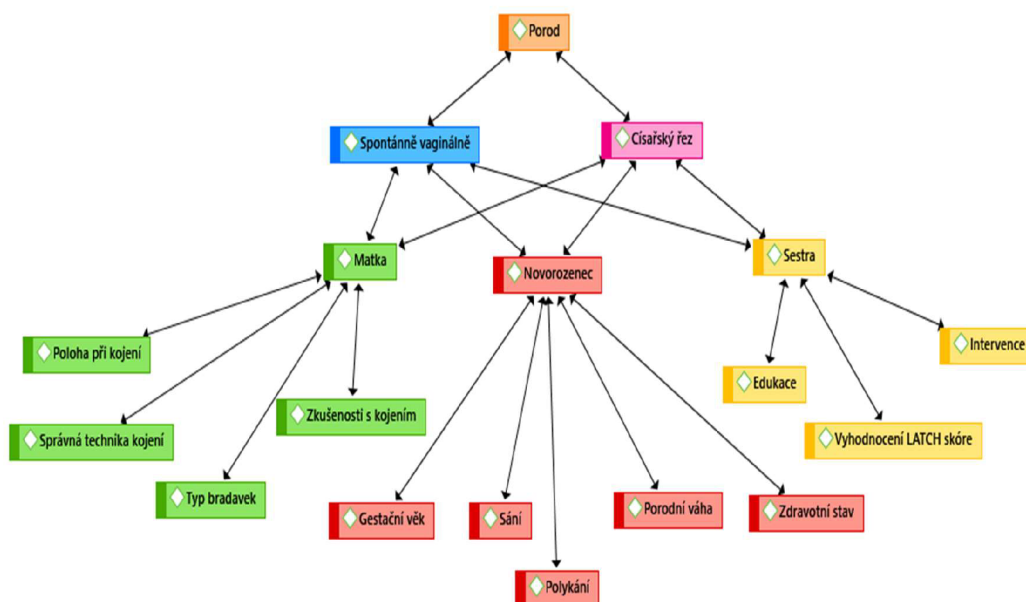 Porod
Spontánně vaginálně
Císařský řez
Matka
Novorozenec
Sestra
Poloha při kojení
Intervence
Edukace
Zkušenosti s kojením
Správná technika kojení
Vyhodnocení LATCH skóre
Typ bradavek
Gestační věk
Sání
Porodní váha
Zdravotní stav
Polykání